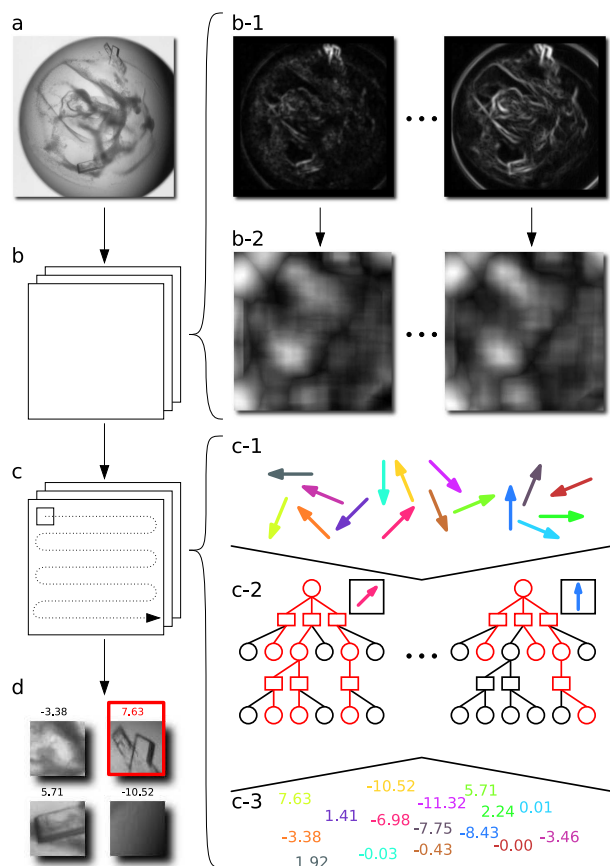 a
b-1
b
b-2
c
c-1
c-2
d
-3.38
7.63
5.71
-10.52
c-3
-10.52
5.71
7.63
-11.32
2.24
0.01
1.41
-6.98
-7.75
-8.43
-3.38
-0.00
-3.46
-0.43
-0.03
1.92